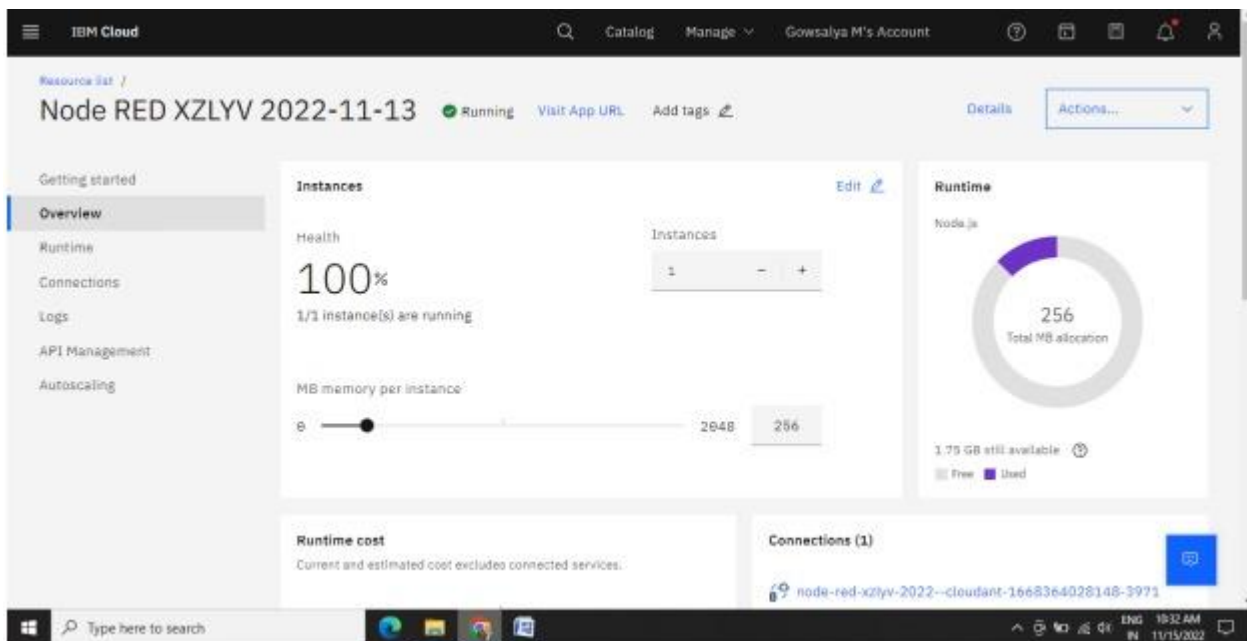 IBM Cloud
Catalog
Manage
Gowsalya M's Account
Resource list /
Node RED XZLYV 2022-11-13
Running
Visit App URL
Add tags
Details
Actions...
Getting started
Overview
Runtime
Connections
Logs
API Management
Autoscaling
Instances
Edit
Health
100%
1/1 instance(s) are running
Instances
1
- +
MB memory per instance
0
2048
256
Runtime
Node.js
256
Total MB allocation
1.75 GB still available
Free
Used
Runtime cost
Current and estimated cost excludes connected services.
Connections (1)
node-red-xzlyv-2022--cloudant-1668364028148-3971
Type here to search
ENG
IN
10:32 AM
11/15/2022